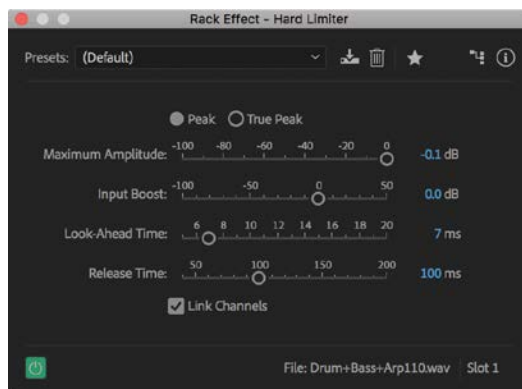 Rack Effect - Hard Limiter
Presets: (Default)
Peak True Peak
-100 -80 -60 -40 -20 0
Maximum Amplitude: -0.1 dB
-100 -50 0 50
Input Boost: 0.0 dB
6 8 10 12 14 16 18 20
Look-Ahead Time: 7 ms
50 100 150 200
Release Time: 100 ms
Link Channels
File: Drum+Bass+Arp110.wav Slot 1